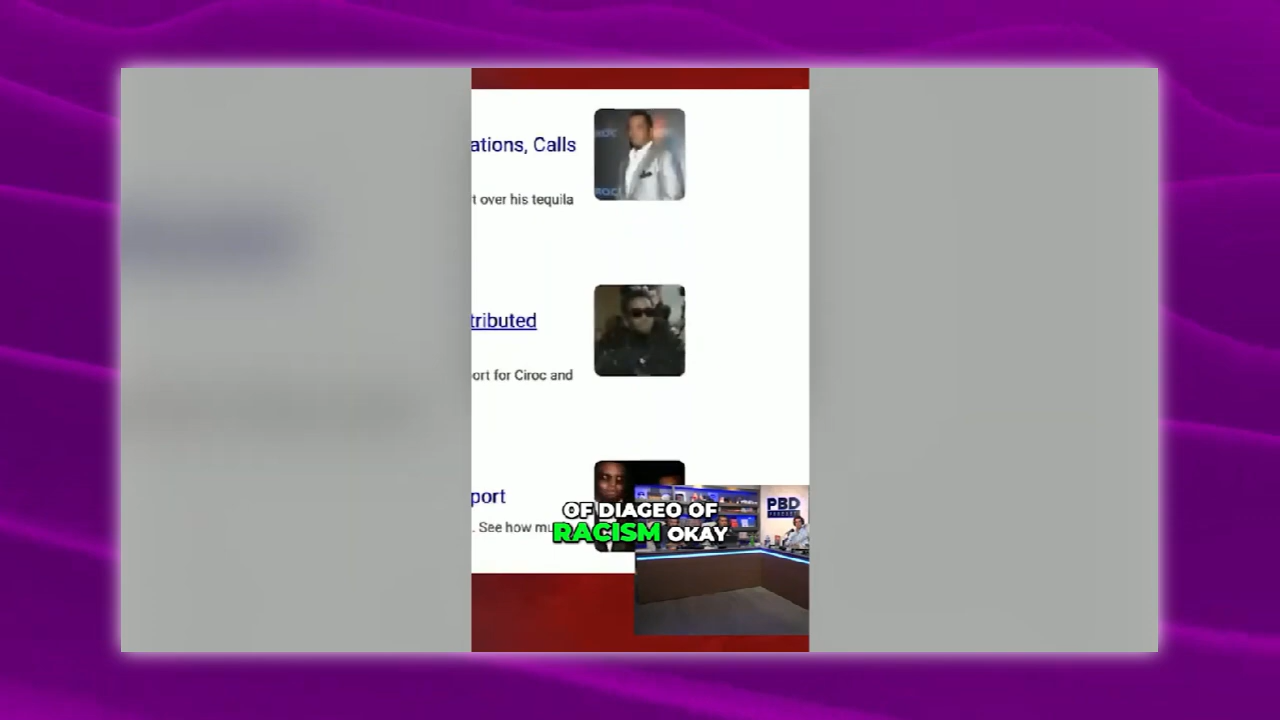 ations, Calls
t over his tequila
tributed
ort for Ciroc and
port
. See how mu
OF DIAGEO OF
RACISM OKAY
PBD